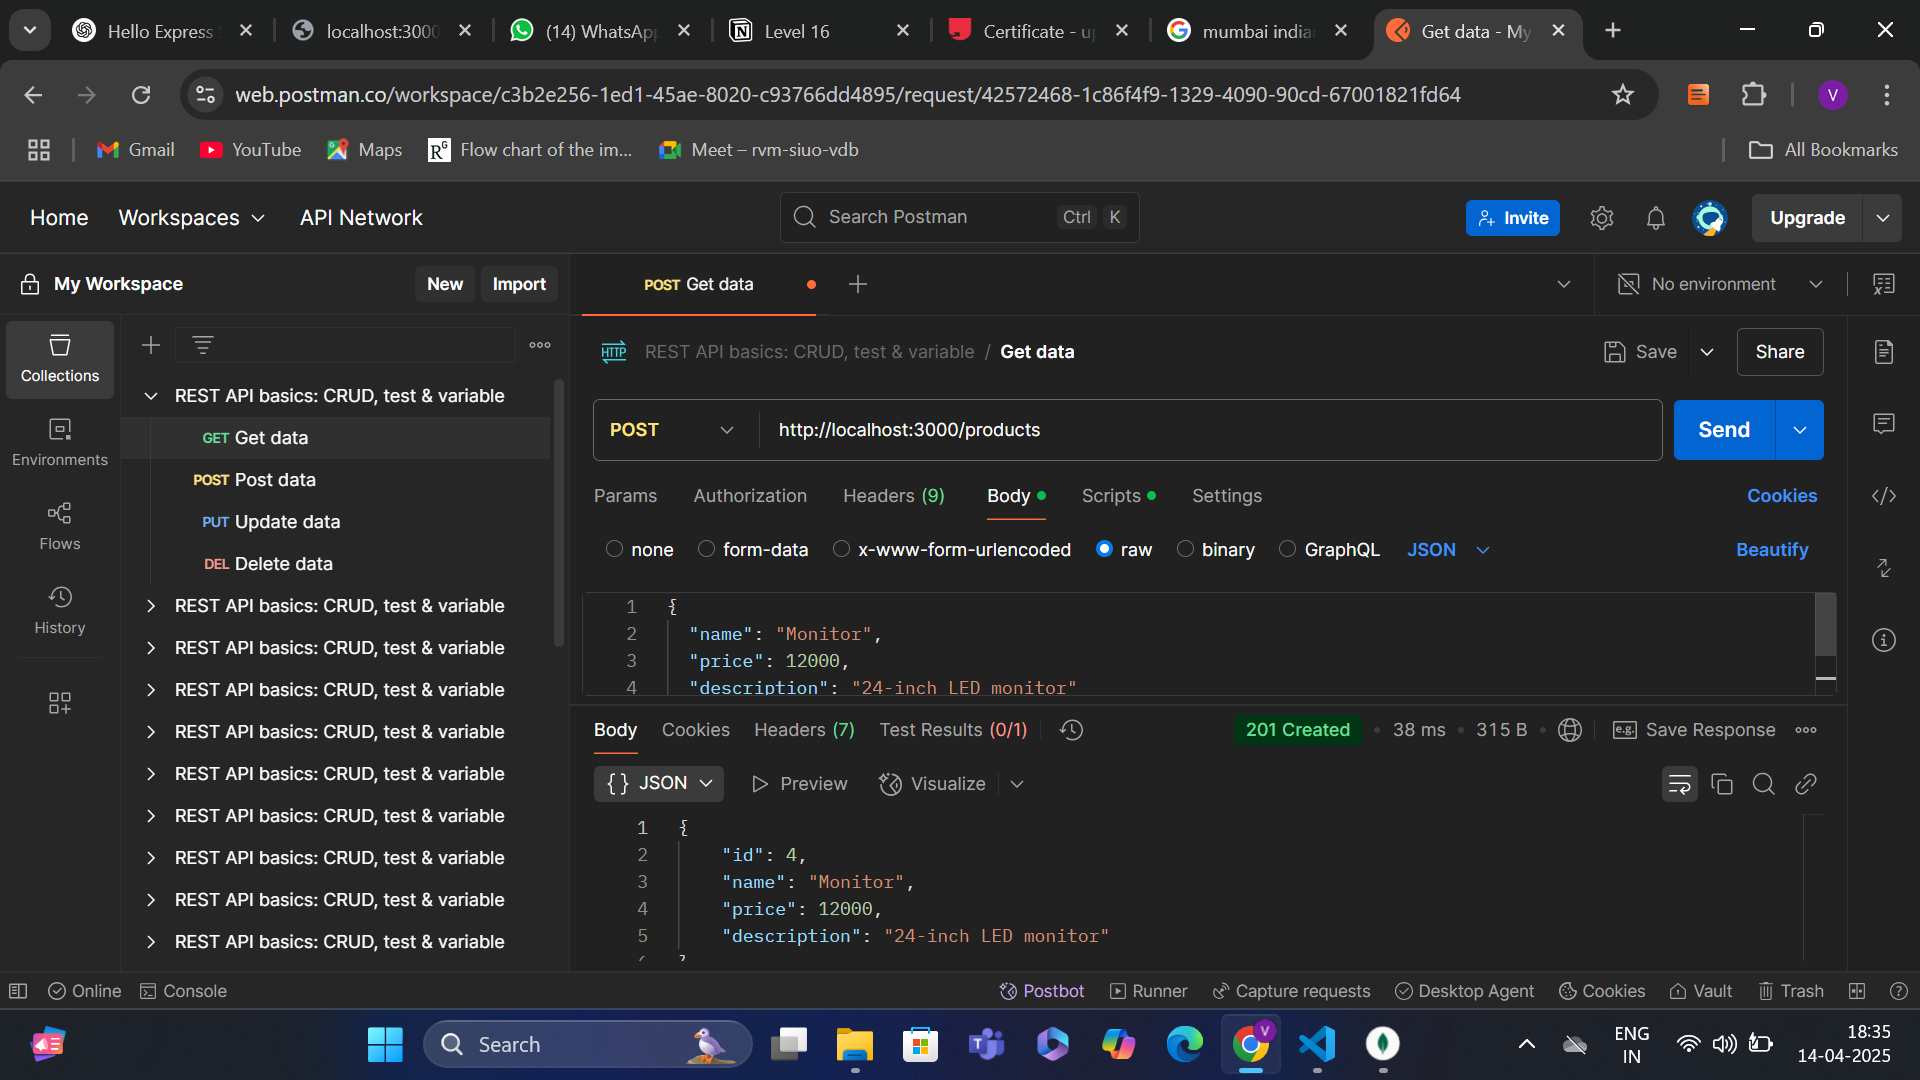 Hello Express
localhost:3000
(14) WhatsApp
Level 16
Certificate - u
mumbai india
Get data - My
web.postman.co/workspace/c3b2e256-1ed1-45ae-8020-c93766dd4895/request/42572468-1c86f4f9-1329-4090-90cd-67001821fd64
V
Gmail
YouTube
Maps
Flow chart of the im...
Meet – rvm-siuo-vdb
All Bookmarks
Home
Workspaces
API Network
Search Postman
Ctrl K
Invite
Upgrade
My Workspace
New
Import
POST Get data
No environment
Collections
Environments
Flows
History
REST API basics: CRUD, test & variable
GET Get data
POST Post data
PUT Update data
DEL Delete data
REST API basics: CRUD, test & variable
REST API basics: CRUD, test & variable
REST API basics: CRUD, test & variable
REST API basics: CRUD, test & variable
REST API basics: CRUD, test & variable
REST API basics: CRUD, test & variable
REST API basics: CRUD, test & variable
REST API basics: CRUD, test & variable
REST API basics: CRUD, test & variable
HTTP REST API basics: CRUD, test & variable / Get data
Save
Share
POST
http://localhost:3000/products
Send
Params
Authorization
Headers (9)
Body
Scripts
Settings
Cookies
none
form-data
x-www-form-urlencoded
raw
binary
GraphQL
JSON
Beautify
1 {
2 "name": "Monitor",
3 "price": 12000,
4 "description": "24-inch LED monitor"
Body
Cookies
Headers (7)
Test Results (0/1)
201 Created
38 ms
315 B
e.g. Save Response
{} JSON
Preview
Visualize
1 {
2 "id": 4,
3 "name": "Monitor",
4 "price": 12000,
5 "description": "24-inch LED monitor"
Online
Console
Postbot
Runner
Capture requests
Desktop Agent
Cookies
Vault
Trash
Search
V
ENG
IN
18:35
14-04-2025